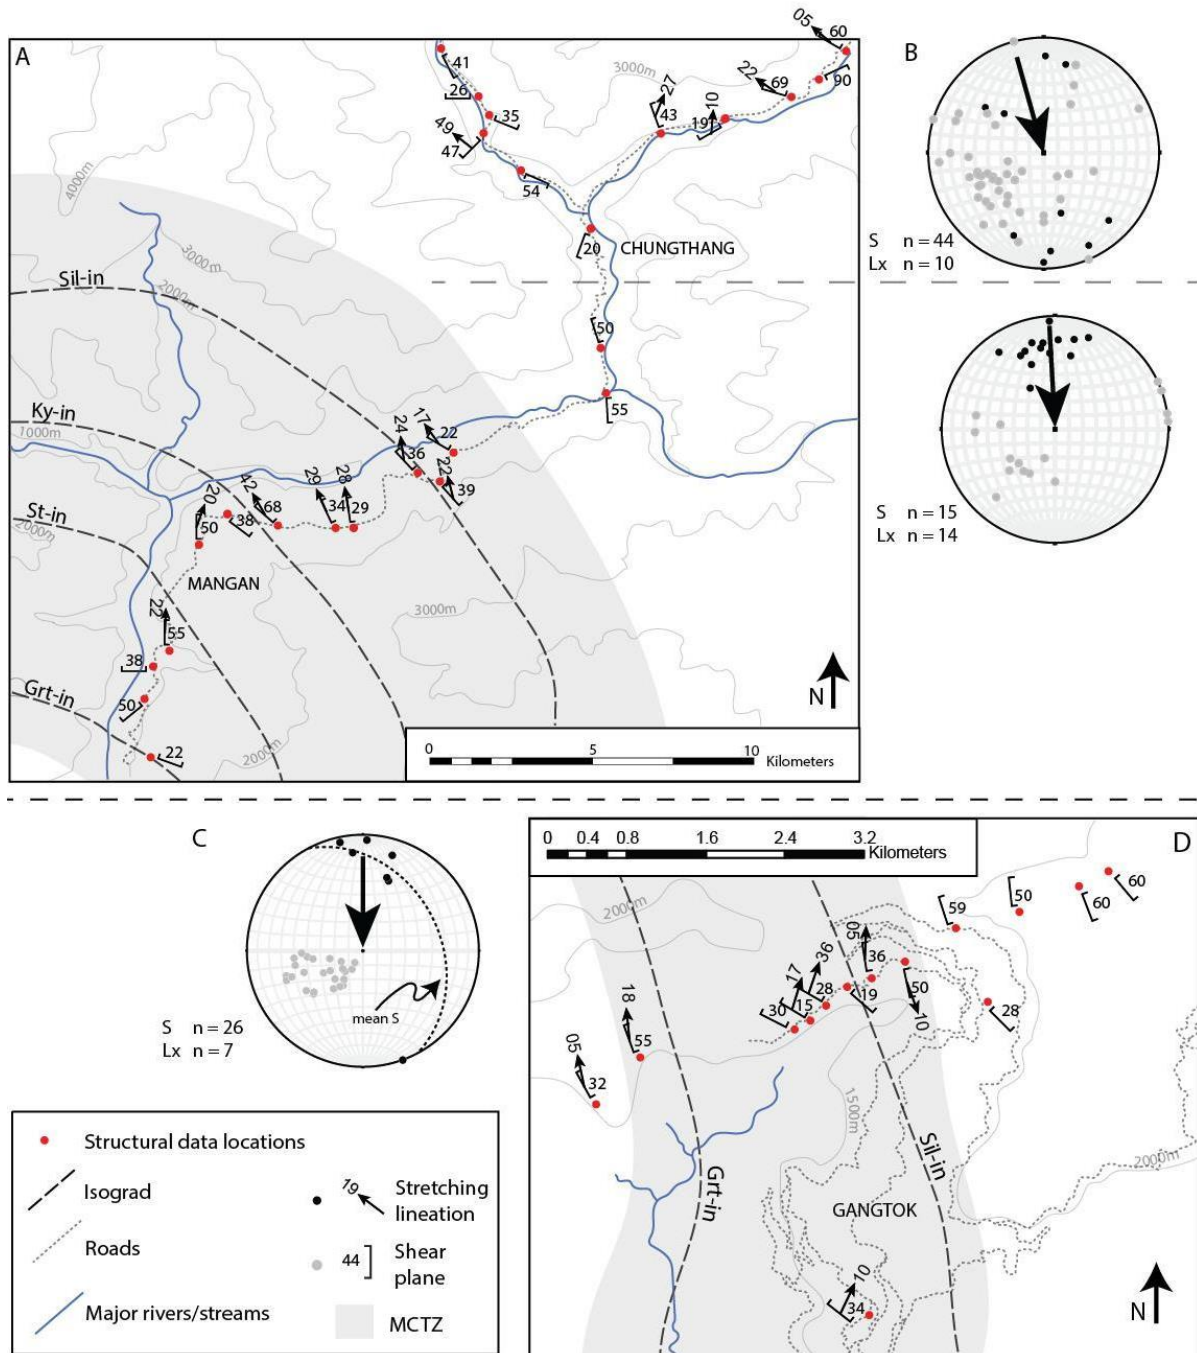 A
41
26
35
49
47
54
05
60
90
22
69
3000m
27
43
10
19
4000m
CHUNGTHANG
20
3000m
2000m
Sil-in
50
55
Ky-in
1000m
24
36
17
22
22
39
42
68
29
34
28
29
20
50
38
St-in
2000m
MANGAN
3000m
22
55
38
Grt-in
50
22
2000m
2000m
N
0 5 10
Kilometers
B
S n = 44
Lx n = 10
S n = 15
Lx n = 14
C
mean S
S n = 26
Lx n = 7
D
0 0.4 0.8 1.6 2.4 3.2
Kilometers
2000m
60
60
50
59
05
36
36
17
28
15
30
19
50
10
28
18
55
05
32
1500m
2000m
Sil-in
Grt-in
GANGTOK
10
34
N
Structural data locations
Isograd
Roads
Major rivers/streams
19
Stretching
lineation
44
Shear
plane
MCTZ